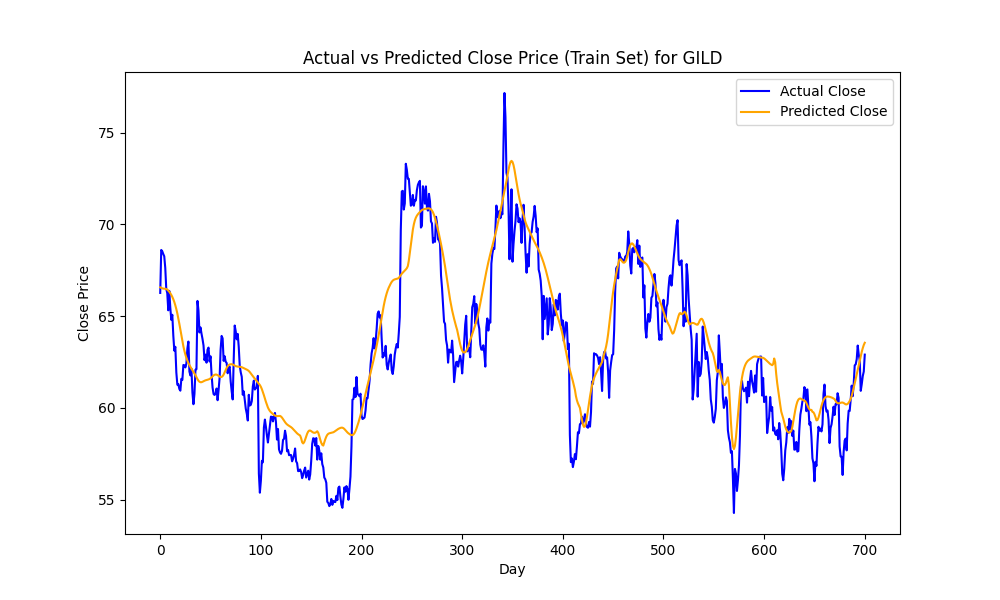 Actual vs Predicted Close Price (Train Set) for GILD
Actual Close
Predicted Close
Close Price
75
70
65
60
55
0 100 200 300 400 500 600 700
Day